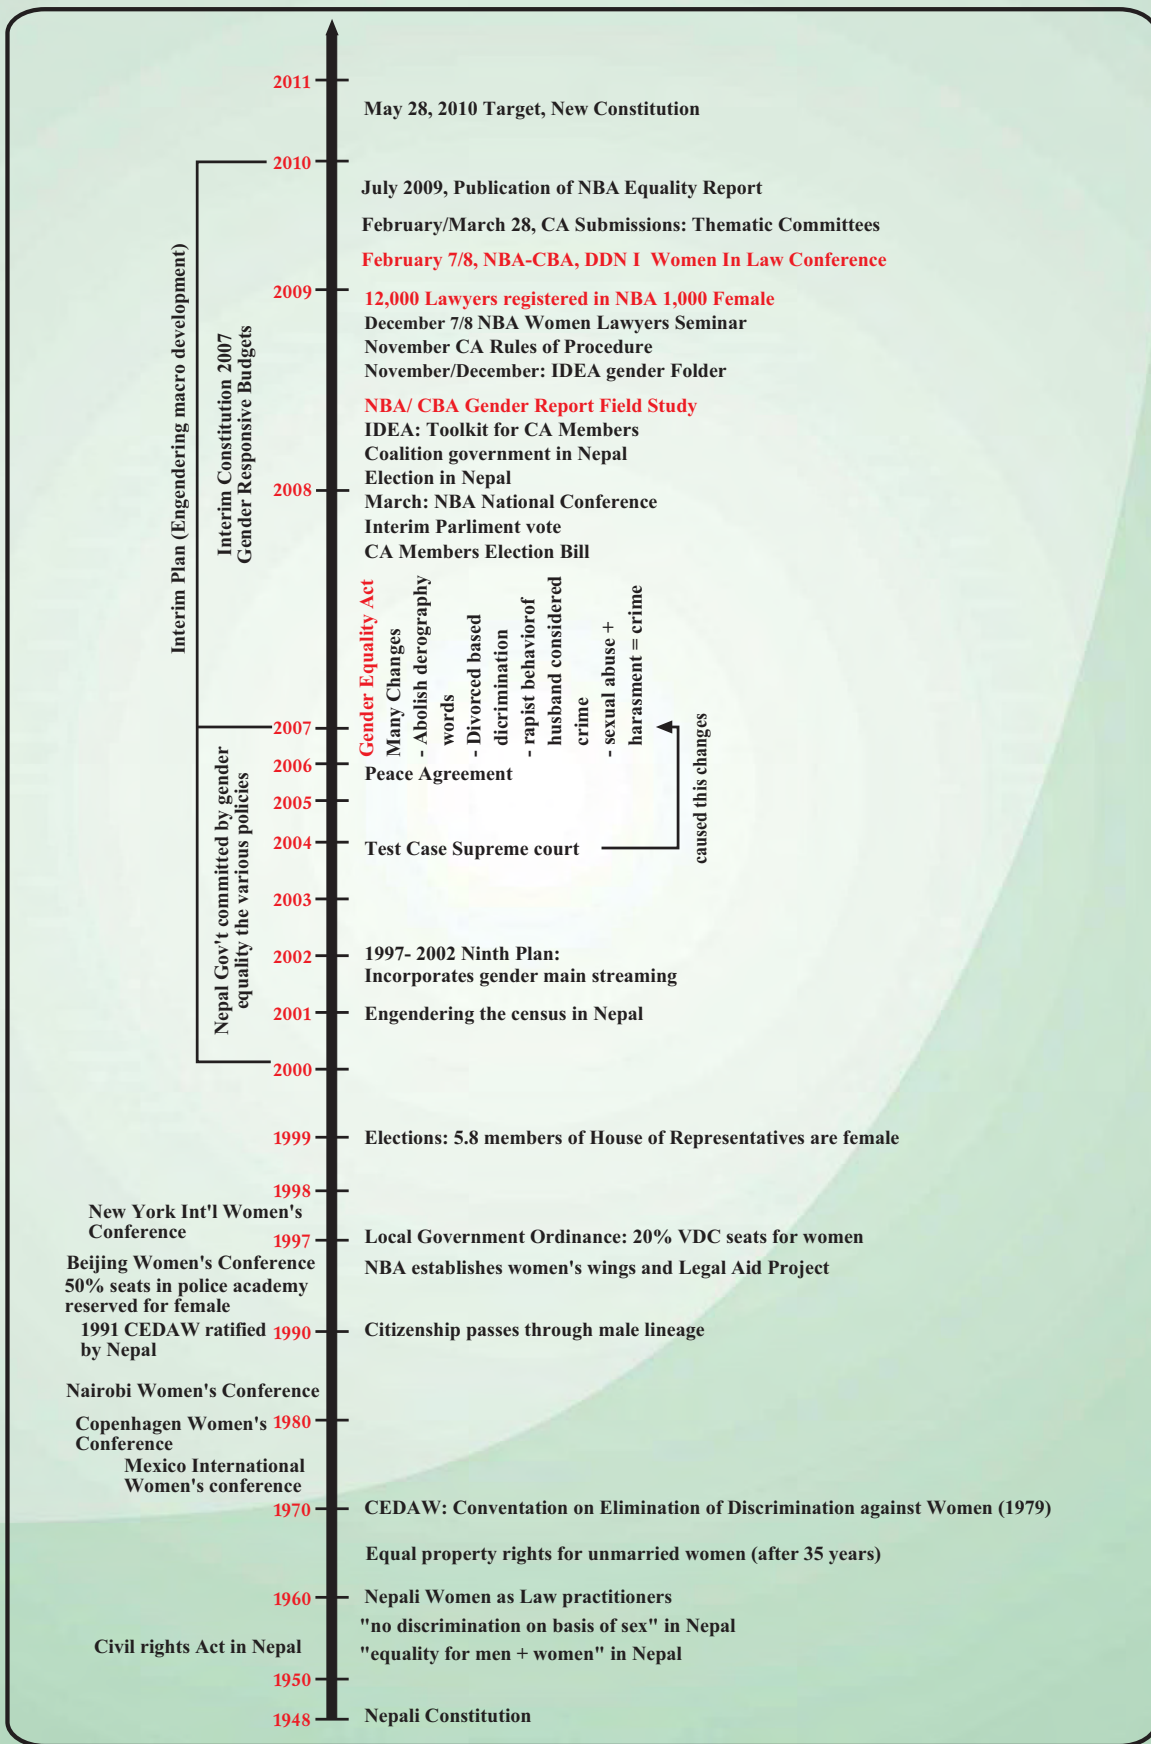 2011
May 28, 2010 Target, New Constitution
2010
July 2009, Publication of NBA Equality Report
February/March 28, CA Submissions: Thematic Committees
February 7/8, NBA-CBA, DDN I Women In Law Conference
2009
12,000 Lawyers registered in NBA 1,000 Female
December 7/8 NBA Women Lawyers Seminar
November CA Rules of Procedure
November/December: IDEA gender Folder
NBA/ CBA Gender Report Field Study
IDEA: Toolkit for CA Members
Coalition government in Nepal
Election in Nepal
2008
March: NBA National Conference
Interim Parliment vote
CA Members Election Bill
Interim Plan (Engendering macro development)
Interim Constitution 2007
Gender Responsive Budgets
Gender Equality Act
Many Changes
- Abolish derography
words
- Divorced based
dicrimination
- rapist behaviorof
husband considered
crime
- sexual abuse +
harasment = crime
caused this changes
2007
2006
Peace Agreement
2005
2004
Test Case Supreme court
2003
Nepal Gov't committed by gender
equality the various policies
2002
1997- 2002 Ninth Plan:
Incorporates gender main streaming
2001
Engendering the census in Nepal
2000
1999
Elections: 5.8 members of House of Representatives are female
1998
New York Int'l Women's
Conference
1997
Local Government Ordinance: 20% VDC seats for women
Beijing Women's Conference
NBA establishes women's wings and Legal Aid Project
50% seats in police academy
reserved for female
1991 CEDAW ratified
by Nepal
1990
Citizenship passes through male lineage
Nairobi Women's Conference
Copenhagen Women's
Conference
1980
Mexico International
Women's conference
1970
CEDAW: Conventation on Elimination of Discrimination against Women (1979)
Equal property rights for unmarried women (after 35 years)
1960
Nepali Women as Law practitioners
"no discrimination on basis of sex" in Nepal
Civil rights Act in Nepal
"equality for men + women" in Nepal
1950
1948
Nepali Constitution